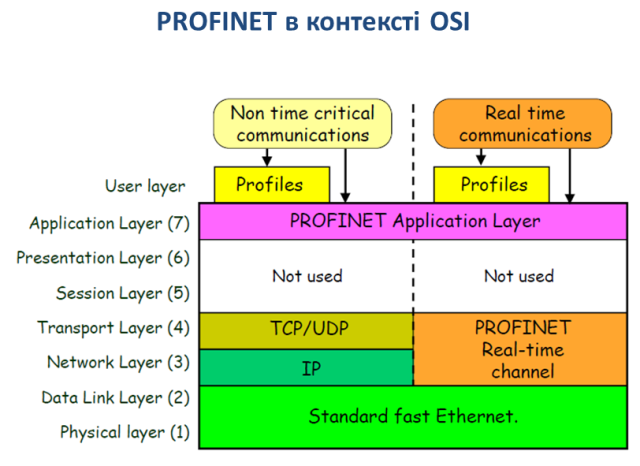 PROFINET в контексті OSI
Non time critical
communications
Real time
communications
User layer
Profiles
Profiles
Application Layer (7)
PROFINET Application Layer
Presentation Layer (6)
Session Layer (5)
Not used
Not used
Transport Layer (4)
TCP/UDP
PROFINET
Real-time
channel
Network Layer (3)
IP
Data Link Layer (2)
Standard fast Ethernet.
Physical layer (1)